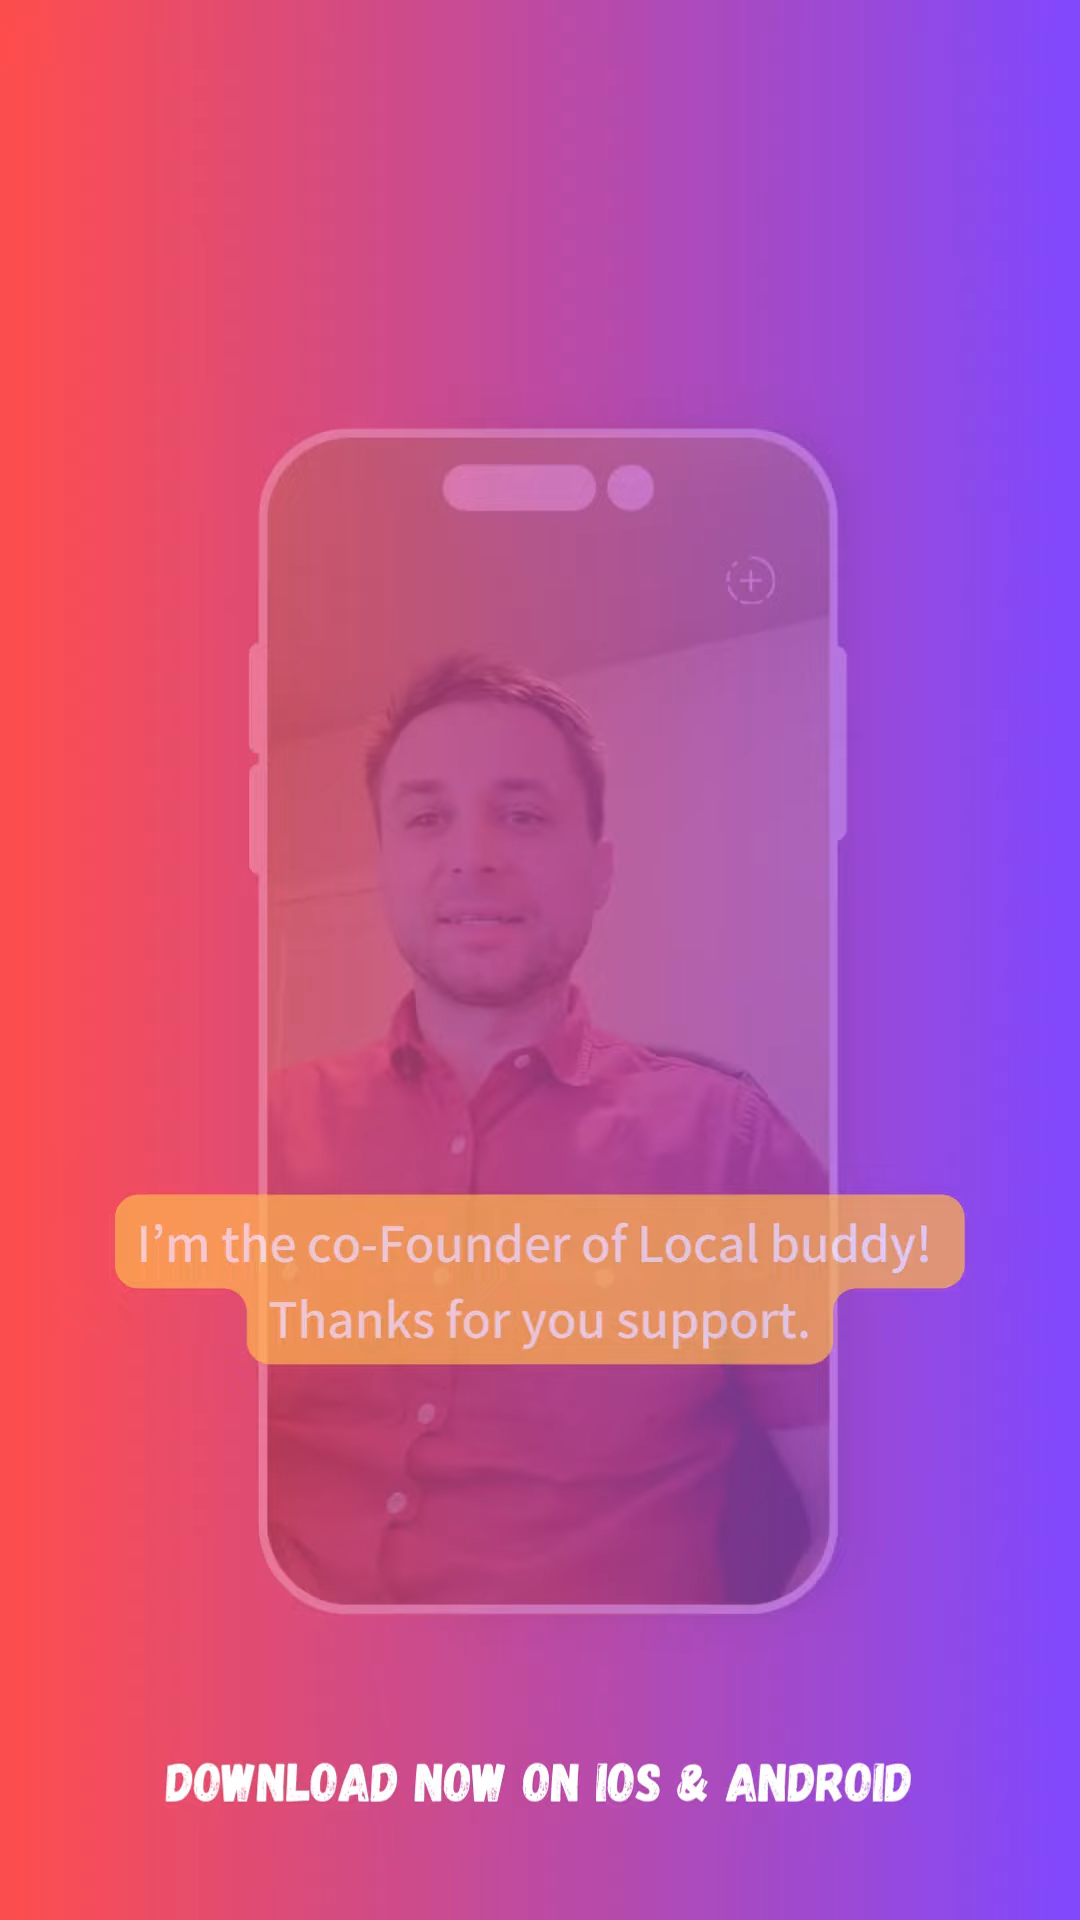 I’m the co-Founder of Local buddy!
Thanks for you support.
DOWNLOAD NOW ON IOS & ANDROID